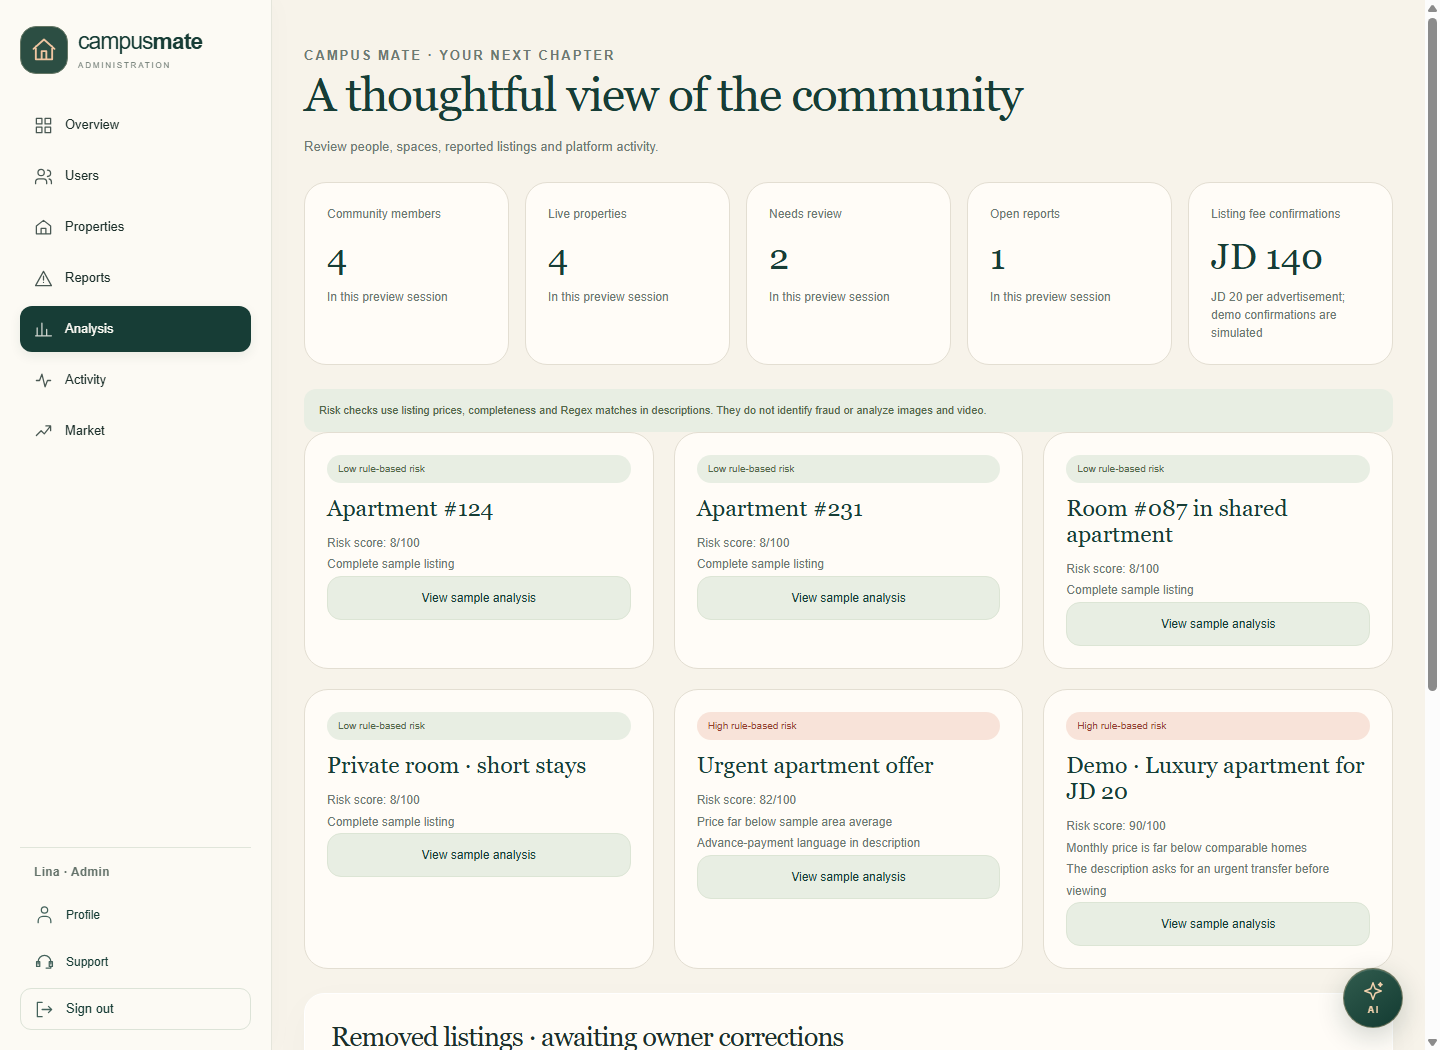 campusmate
ADMINISTRATION
Overview
Users
Properties
Reports
Analysis
Activity
Market
Lina · Admin
Profile
Support
Sign out
CAMPUS MATE · YOUR NEXT CHAPTER
A thoughtful view of the community
Review people, spaces, reported listings and platform activity.
Community members
4
In this preview session
Live properties
4
In this preview session
Needs review
2
In this preview session
Open reports
1
In this preview session
Listing fee confirmations
JD 140
JD 20 per advertisement;
demo confirmations are
simulated
Risk checks use listing prices, completeness and Regex matches in descriptions. They do not identify fraud or analyze images and video.
Low rule-based risk
Apartment #124
Risk score: 8/100
Complete sample listing
View sample analysis
Low rule-based risk
Apartment #231
Risk score: 8/100
Complete sample listing
View sample analysis
Low rule-based risk
Room #087 in shared
apartment
Risk score: 8/100
Complete sample listing
View sample analysis
Low rule-based risk
Private room · short stays
Risk score: 8/100
Complete sample listing
View sample analysis
High rule-based risk
Urgent apartment offer
Risk score: 82/100
Price far below sample area average
Advance-payment language in description
View sample analysis
High rule-based risk
Demo · Luxury apartment for
JD 20
Risk score: 90/100
Monthly price is far below comparable homes
The description asks for an urgent transfer before
viewing
View sample analysis
AI
Removed listings · awaiting owner corrections